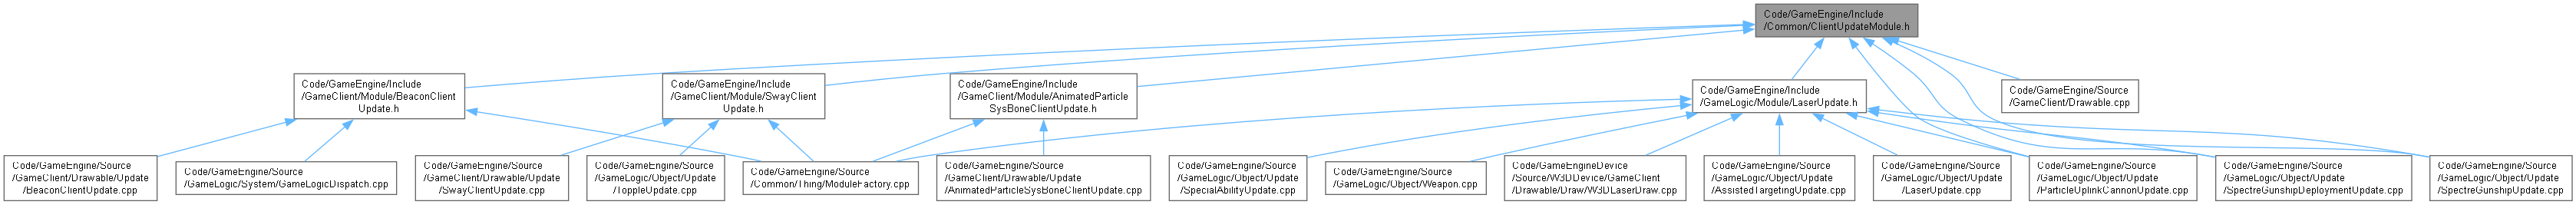 Code/GameEngine/Include
/Common/ClientUpdateModule.h
Code/GameEngine/Include
/GameClient/Module/BeaconClient
Update.h
Code/GameEngine/Include
/GameClient/Module/SwayClient
Update.h
Code/GameEngine/Include
/GameClient/Module/AnimatedParticle
SysBoneClientUpdate.h
Code/GameEngine/Include
/GameLogic/Module/LaserUpdate.h
Code/GameEngine/Source
/GameClient/Drawable.cpp
Code/GameEngine/Source
/GameClient/Drawable/Update
/BeaconClientUpdate.cpp
Code/GameEngine/Source
/GameLogic/System/GameLogicDispatch.cpp
Code/GameEngine/Source
/GameClient/Drawable/Update
/SwayClientUpdate.cpp
Code/GameEngine/Source
/GameLogic/Object/Update
/ToppleUpdate.cpp
Code/GameEngine/Source
/Common/Thing/ModuleFactory.cpp
Code/GameEngine/Source
/GameClient/Drawable/Update
/AnimatedParticleSysBoneClientUpdate.cpp
Code/GameEngine/Source
/GameLogic/Object/Update
/SpecialAbilityUpdate.cpp
Code/GameEngine/Source
/GameLogic/Object/Weapon.cpp
Code/GameEngineDevice
/Source/W3DDevice/GameClient
/Drawable/Draw/W3DLaserDraw.cpp
Code/GameEngine/Source
/GameLogic/Object/Update
/AssistedTargetingUpdate.cpp
Code/GameEngine/Source
/GameLogic/Object/Update
/LaserUpdate.cpp
Code/GameEngine/Source
/GameLogic/Object/Update
/ParticleUplinkCannonUpdate.cpp
Code/GameEngine/Source
/GameLogic/Object/Update
/SpectreGunshipDeploymentUpdate.cpp
Code/GameEngine/Source
/GameLogic/Object/Update
/SpectreGunshipUpdate.cpp